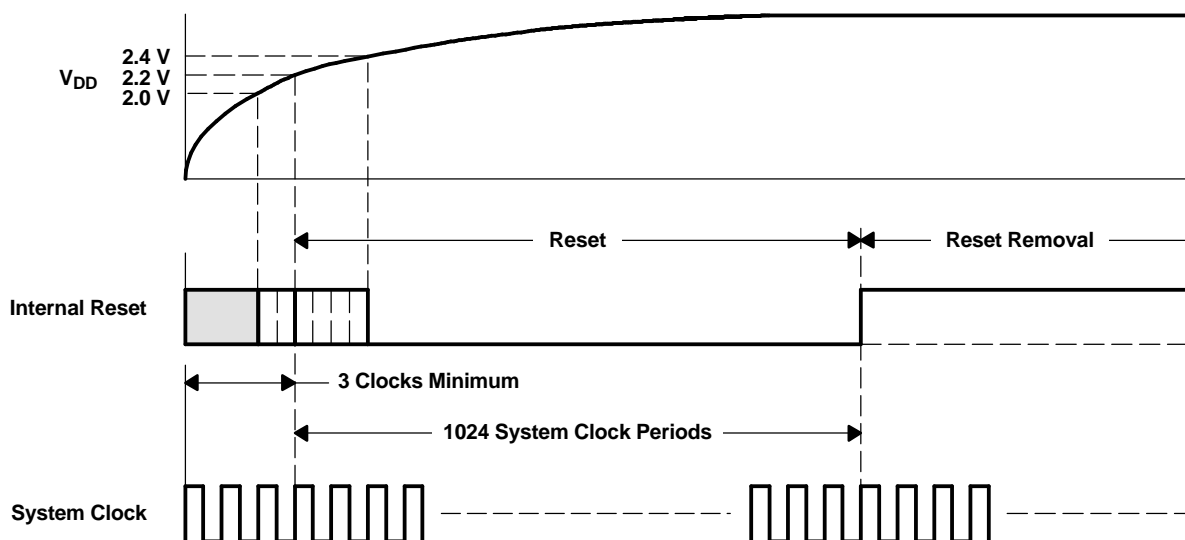 2.4 V
V_DD 2.2 V
2.0 V
Reset
Reset Removal
Internal Reset
3 Clocks Minimum
1024 System Clock Periods
System Clock